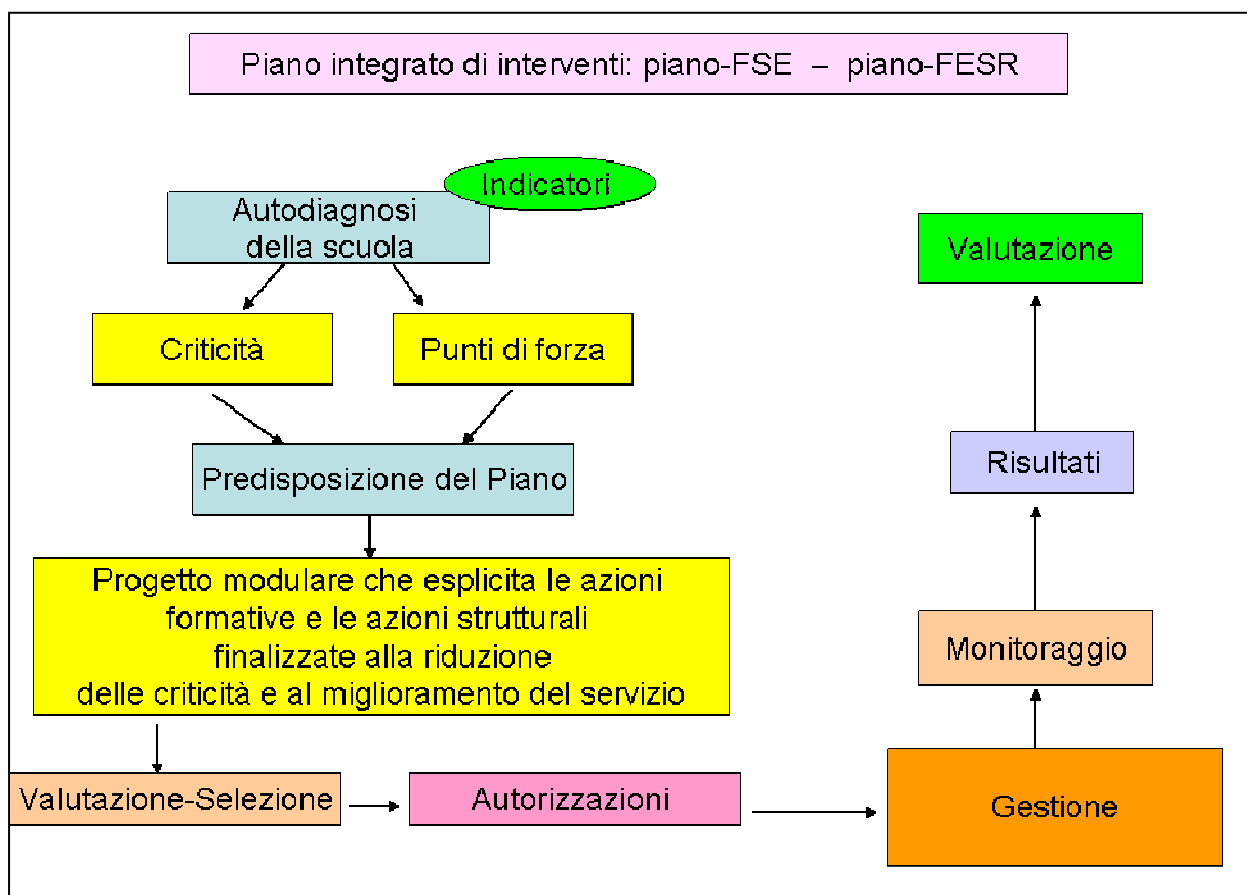 Piano integrato di interventi: piano-FSE – piano-FESR
Indicatori
Autodiagnosi
della scuola
Criticità
Punti di forza
Predisposizione del Piano
Progetto modulare che esplicita le azioni
formative e le azioni strutturali
finalizzate alla riduzione
delle criticità e al miglioramento del servizio
Valutazione-Selezione
Autorizzazioni
Gestione
Monitoraggio
Risultati
Valutazione